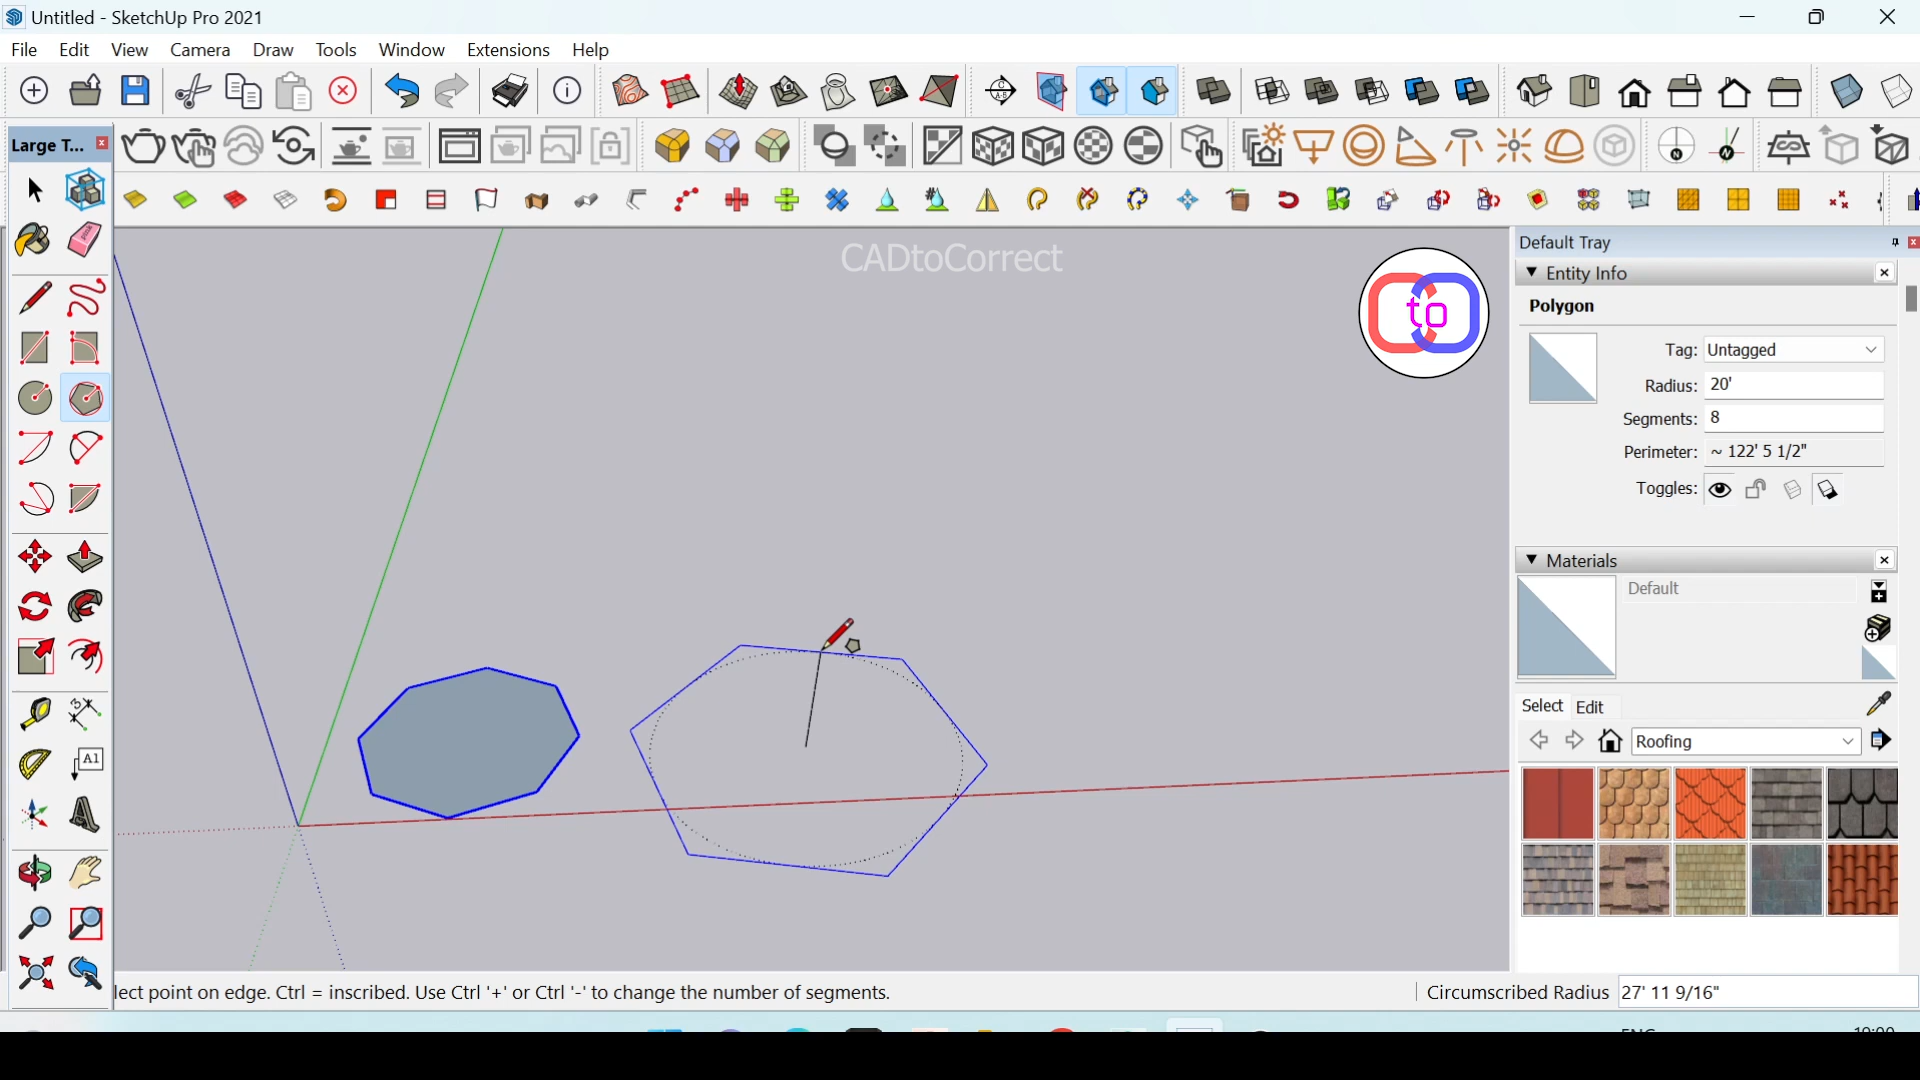 Untitled - SketchUp Pro 2021
File Edit View Camera Draw Tools Window Extensions Help
Large T...
CADtoCorrect
to
Default Tray
Entity Info
Polygon
Tag: Untagged
Radius: 20'
Segments: 8
Perimeter: ~ 122' 5 1/2"
Toggles:
Materials
Default
Select Edit
Roofing
lect point on edge. Ctrl = inscribed. Use Ctrl '+' or Ctrl '-' to change the number of segments.
Circumscribed Radius 27' 11 9/16"